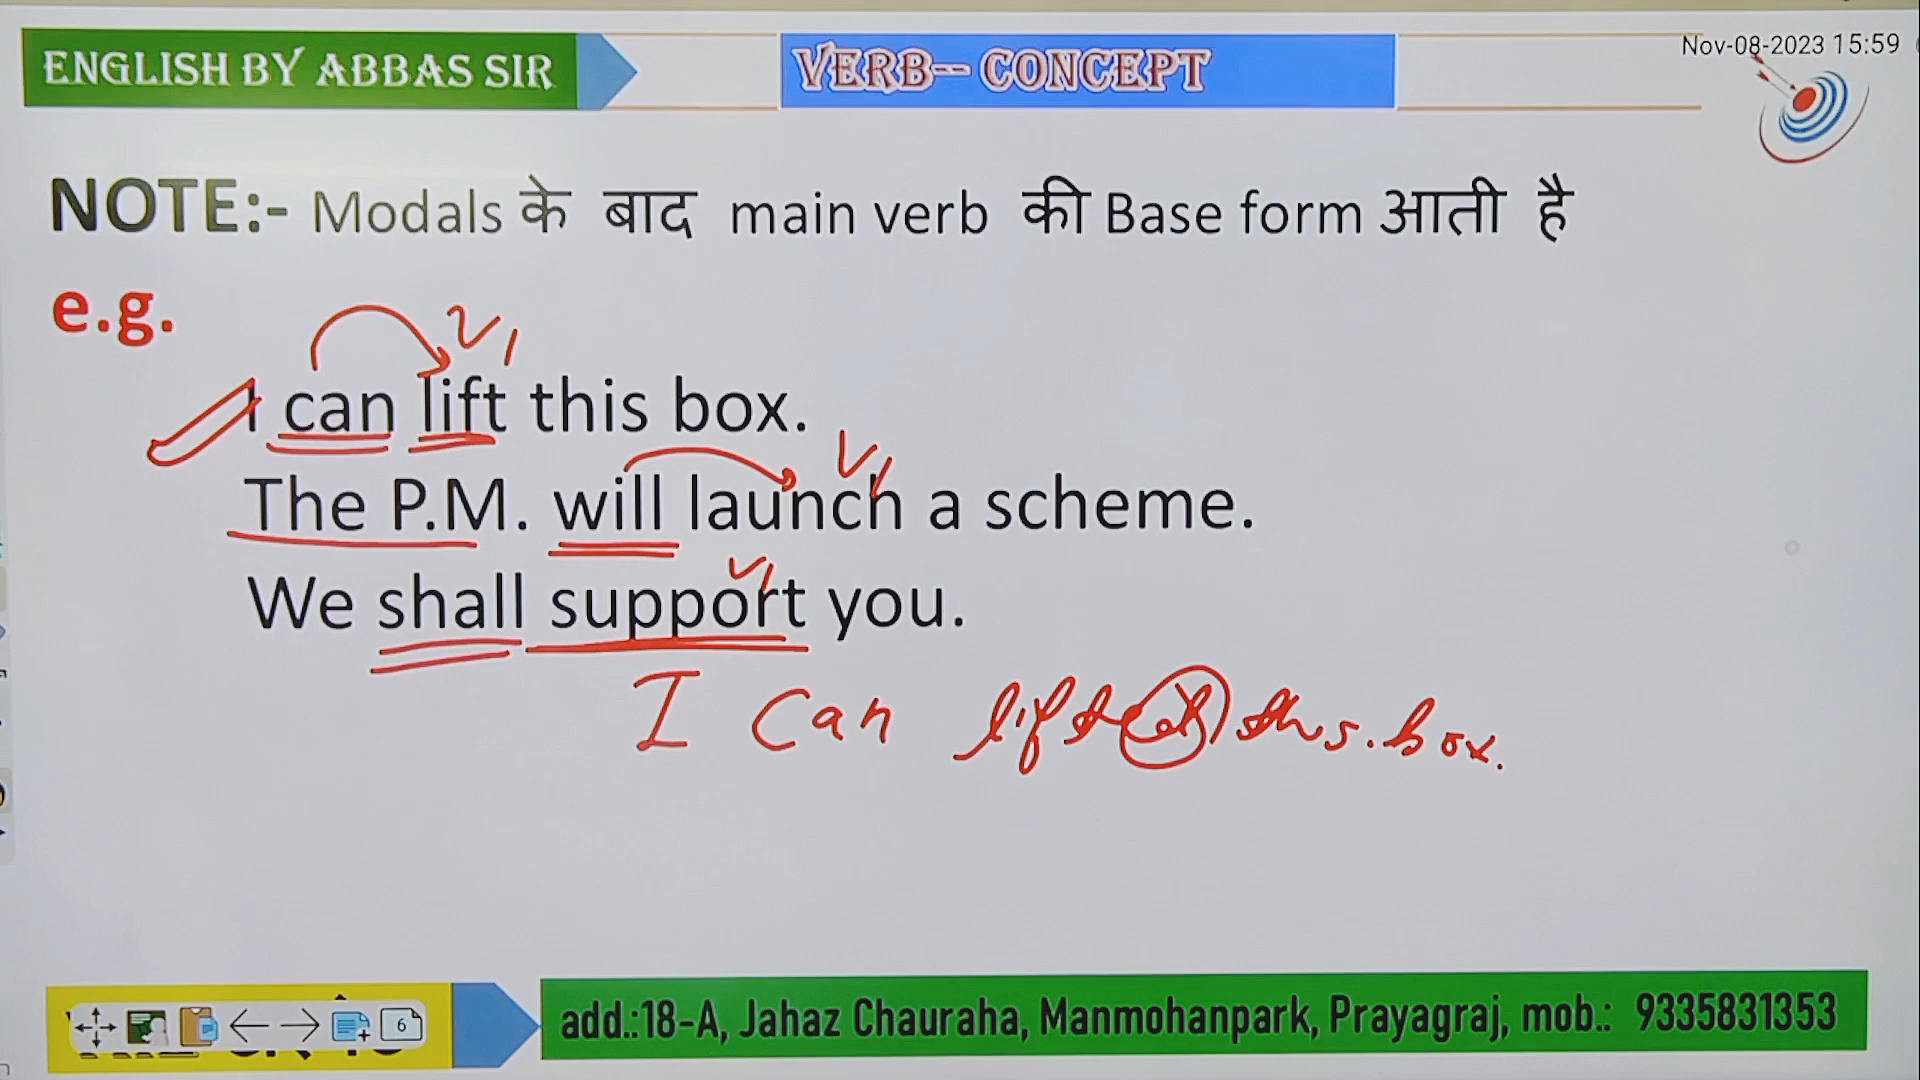 ENGLISH BY ABBAS SIR
VERB-- CONCEPT
Nov-08-2023 15:59
NOTE:- Modals के बाद main verb की Base form आती है
e.g.
V1
I can lift this box.
V1
The P.M. will launch a scheme.
V1
We shall support you.
I Can lifted this box.
6
add.:18-A, Jahaz Chauraha, Manmohanpark, Prayagraj, mob.: 9335831353